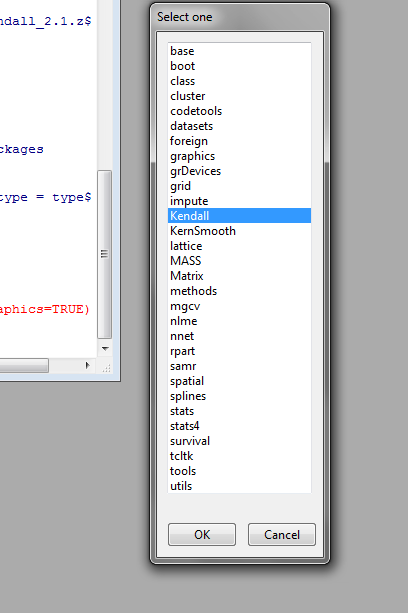 ndall_2.1.z$
ckages
type = type$
aphics=TRUE)
Select one
base
boot
class
cluster
codetools
datasets
foreign
graphics
grDevices
grid
impute
Kendall
KernSmooth
lattice
MASS
Matrix
methods
mgcv
nlme
nnet
rpart
samr
spatial
splines
stats
stats4
survival
tcltk
tools
utils
OK
Cancel